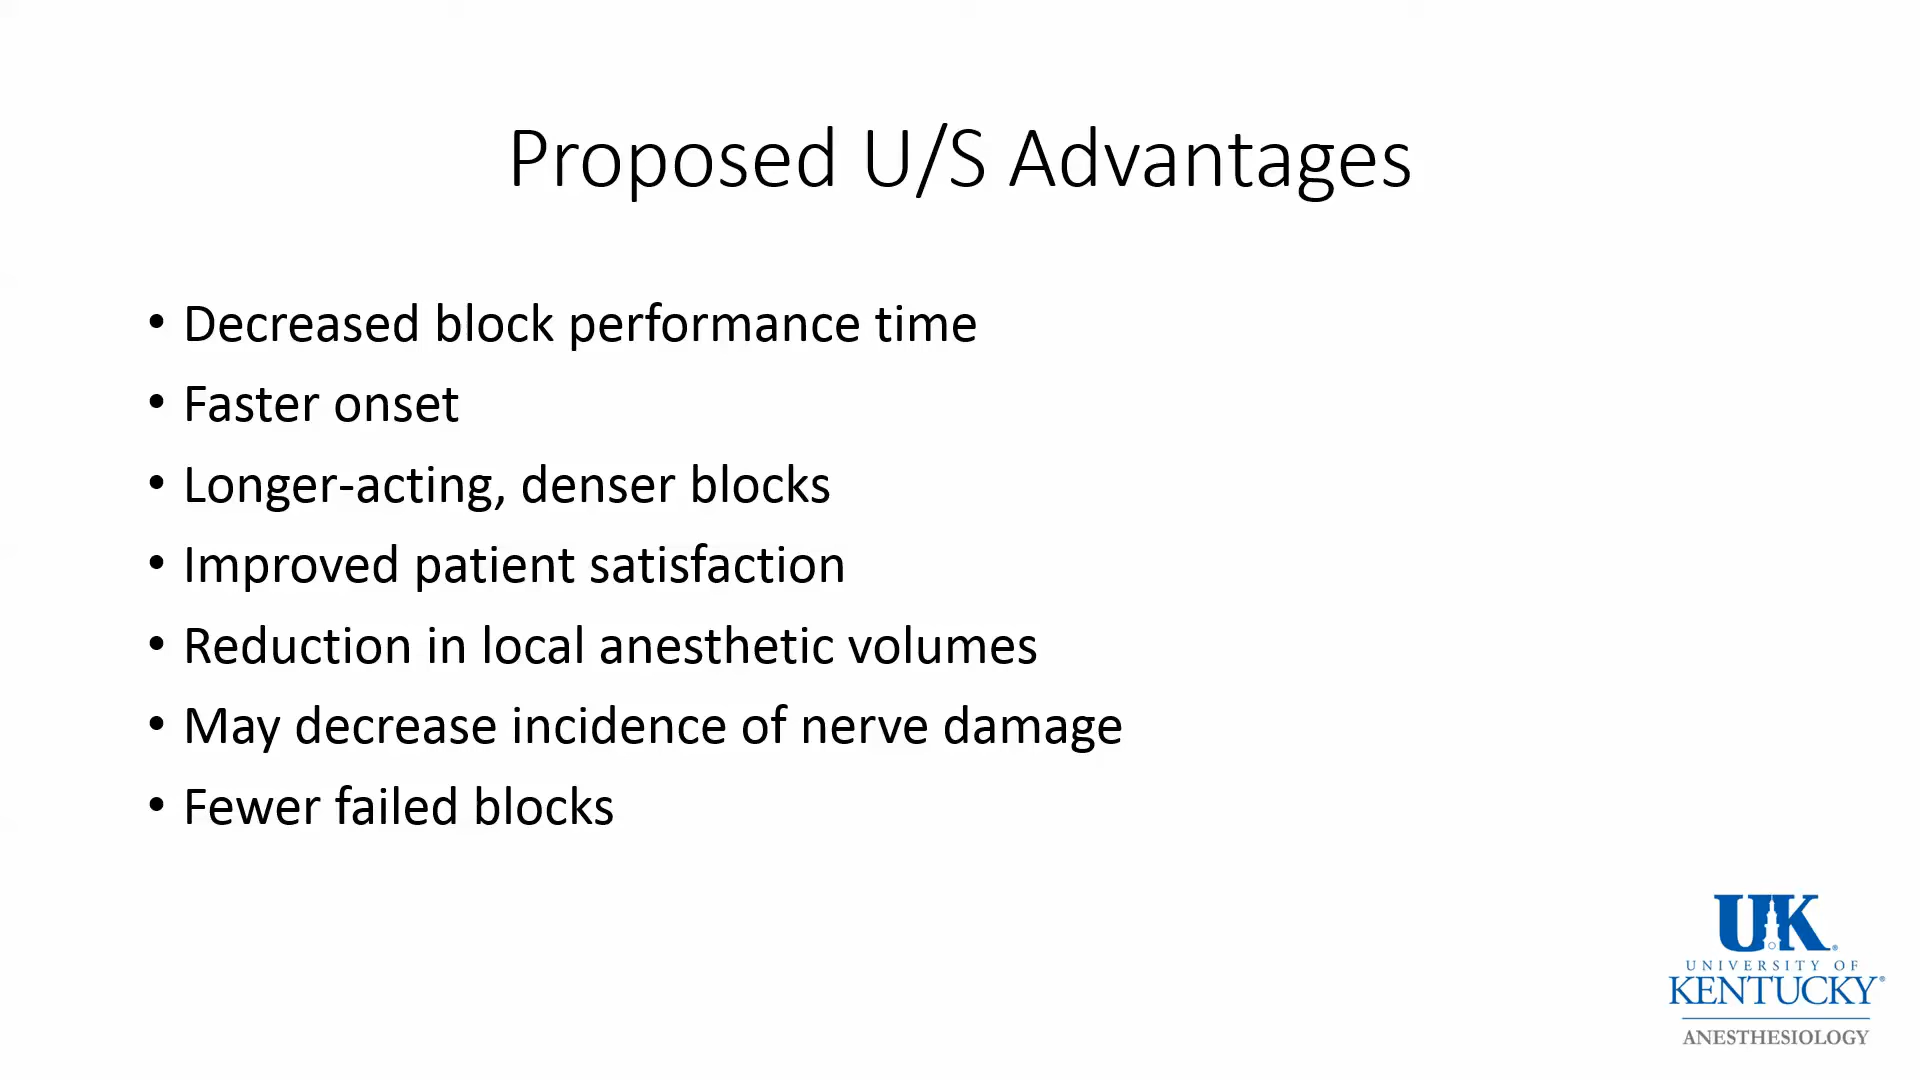 Proposed U/S Advantages
• Decreased block performance time
• Faster onset
• Longer-acting, denser blocks
• Improved patient satisfaction
• Reduction in local anesthetic volumes
• May decrease incidence of nerve damage
• Fewer failed blocks
UK®
UNIVERSITY OF
KENTUCKY®
ANESTHESIOLOGY